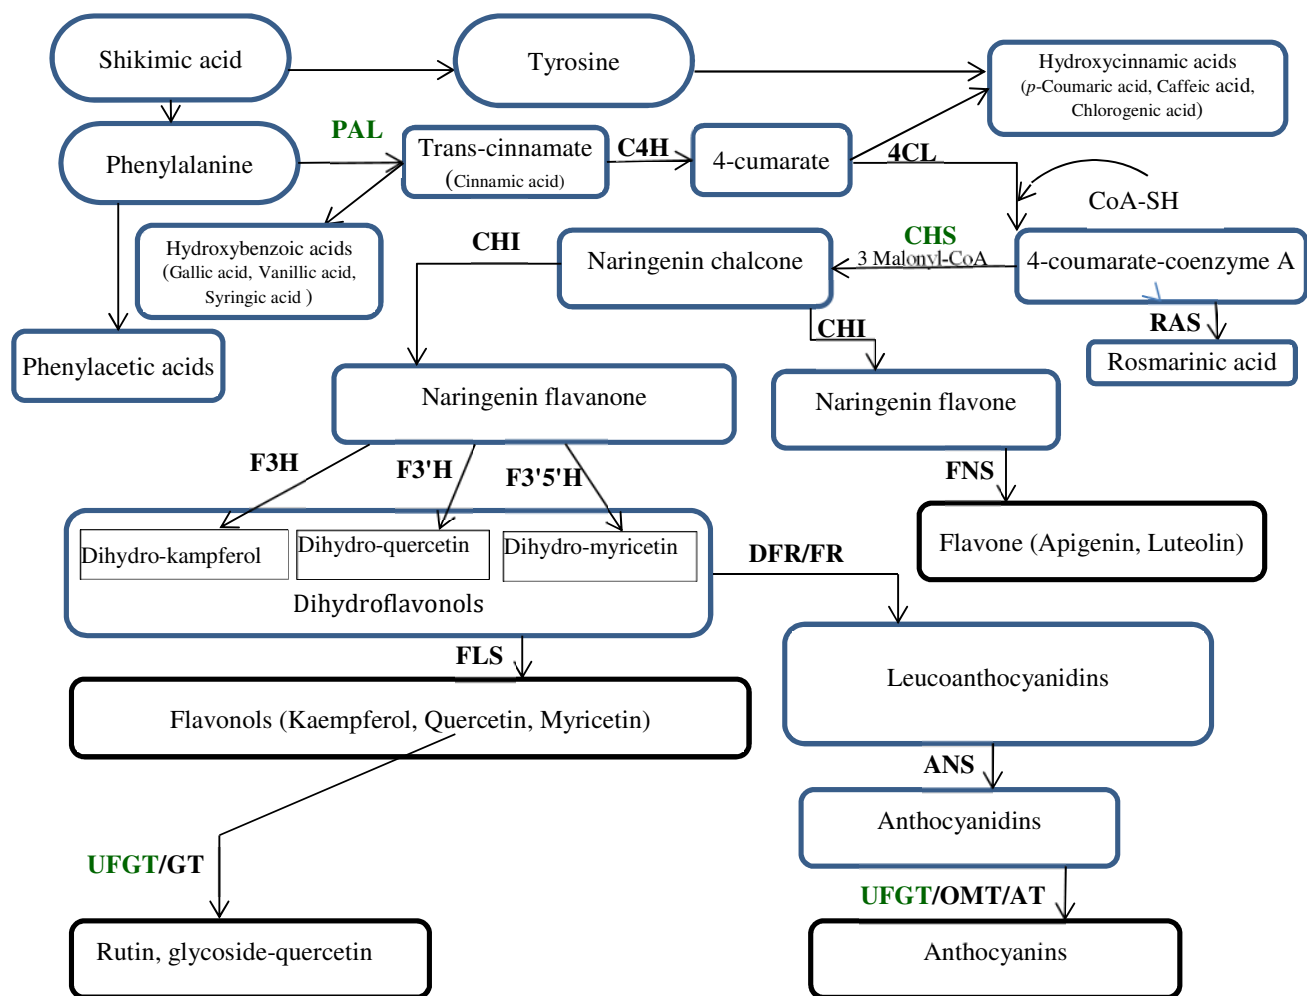 Shikimic acid
Tyrosine
Hydroxycinnamic acids
(p-Coumaric acid, Caffeic acid,
Chlorogenic acid)
PAL
Phenylalanine
Trans-cinnamate
(Cinnamic acid)
C4H
4-cumarate
4CL
CoA-SH
Hydroxybenzoic acids
(Gallic acid, Vanillic acid,
Syringic acid )
CHI
Naringenin chalcone
CHS
3 Malonyl-CoA
4-coumarate-coenzyme A
Phenylacetic acids
CHI
RAS
Rosmarinic acid
Naringenin flavanone
Naringenin flavone
F3H
F3'H
F3'5'H
FNS
Dihydro-kampferol
Dihydro-quercetin
Dihydro-myricetin
Dihydroflavonols
DFR/FR
Flavone (Apigenin, Luteolin)
FLS
Leucoanthocyanidins
Flavonols (Kaempferol, Quercetin, Myricetin)
ANS
Anthocyanidins
UFGT/GT
UFGT/OMT/AT
Rutin, glycoside-quercetin
Anthocyanins